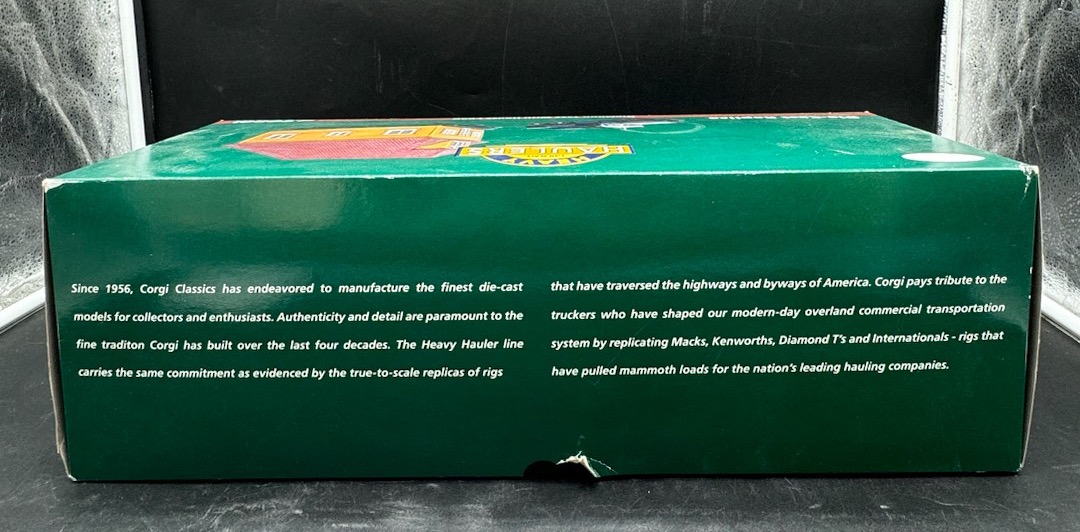 HEAVY
HAULERS
Since 1956, Corgi Classics has endeavored to manufacture the finest die-cast
models for collectors and enthusiasts. Authenticity and detail are paramount to the
fine traditon Corgi has built over the last four decades. The Heavy Hauler line
carries the same commitment as evidenced by the true-to-scale replicas of rigs
that have traversed the highways and byways of America. Corgi pays tribute to the
truckers who have shaped our modern-day overland commercial transportation
system by replicating Macks, Kenworths, Diamond T's and Internationals - rigs that
have pulled mammoth loads for the nation's leading hauling companies.